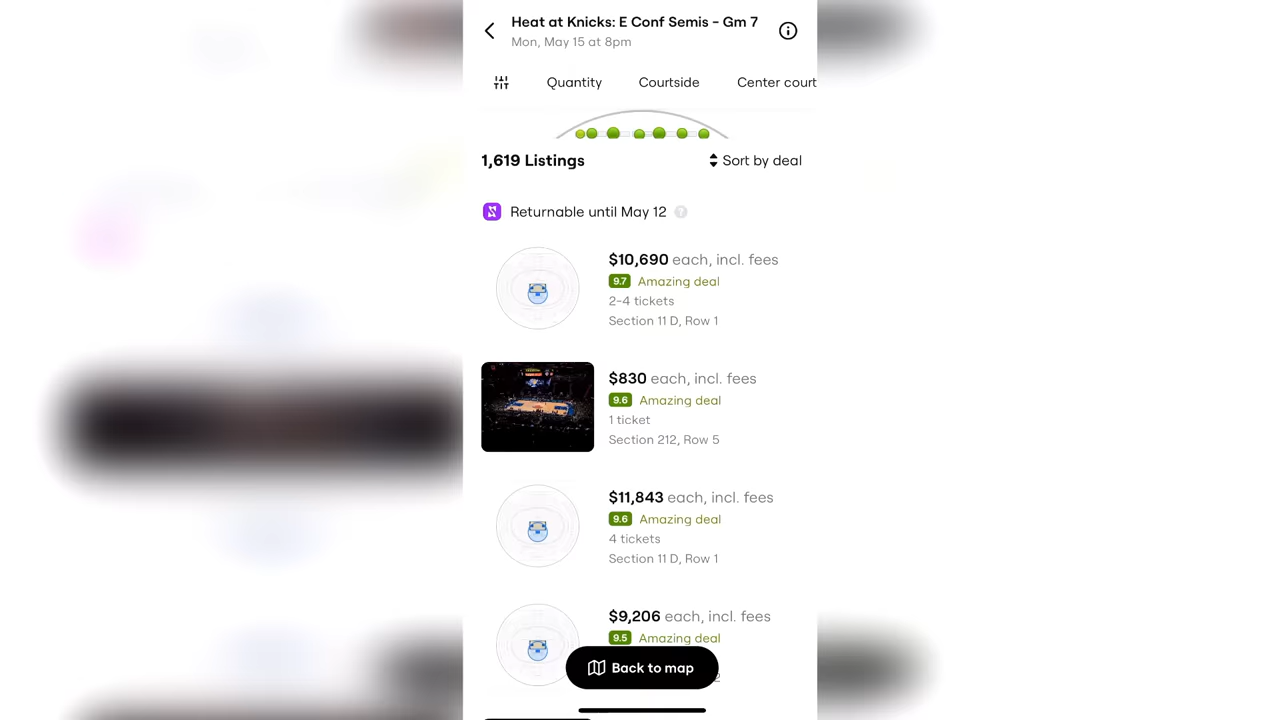 Heat at Knicks: E Conf Semis - Gm 7
Mon, May 15 at 8pm
Quantity
Courtside
Center court
1,619 Listings
Sort by deal
Returnable until May 12
?
$10,690 each, incl. fees
9.7 Amazing deal
2-4 tickets
Section 11 D, Row 1
$830 each, incl. fees
9.6 Amazing deal
1 ticket
Section 212, Row 5
$11,843 each, incl. fees
9.6 Amazing deal
4 tickets
Section 11 D, Row 1
$9,206 each, incl. fees
9.5 Amazing deal
Back to map